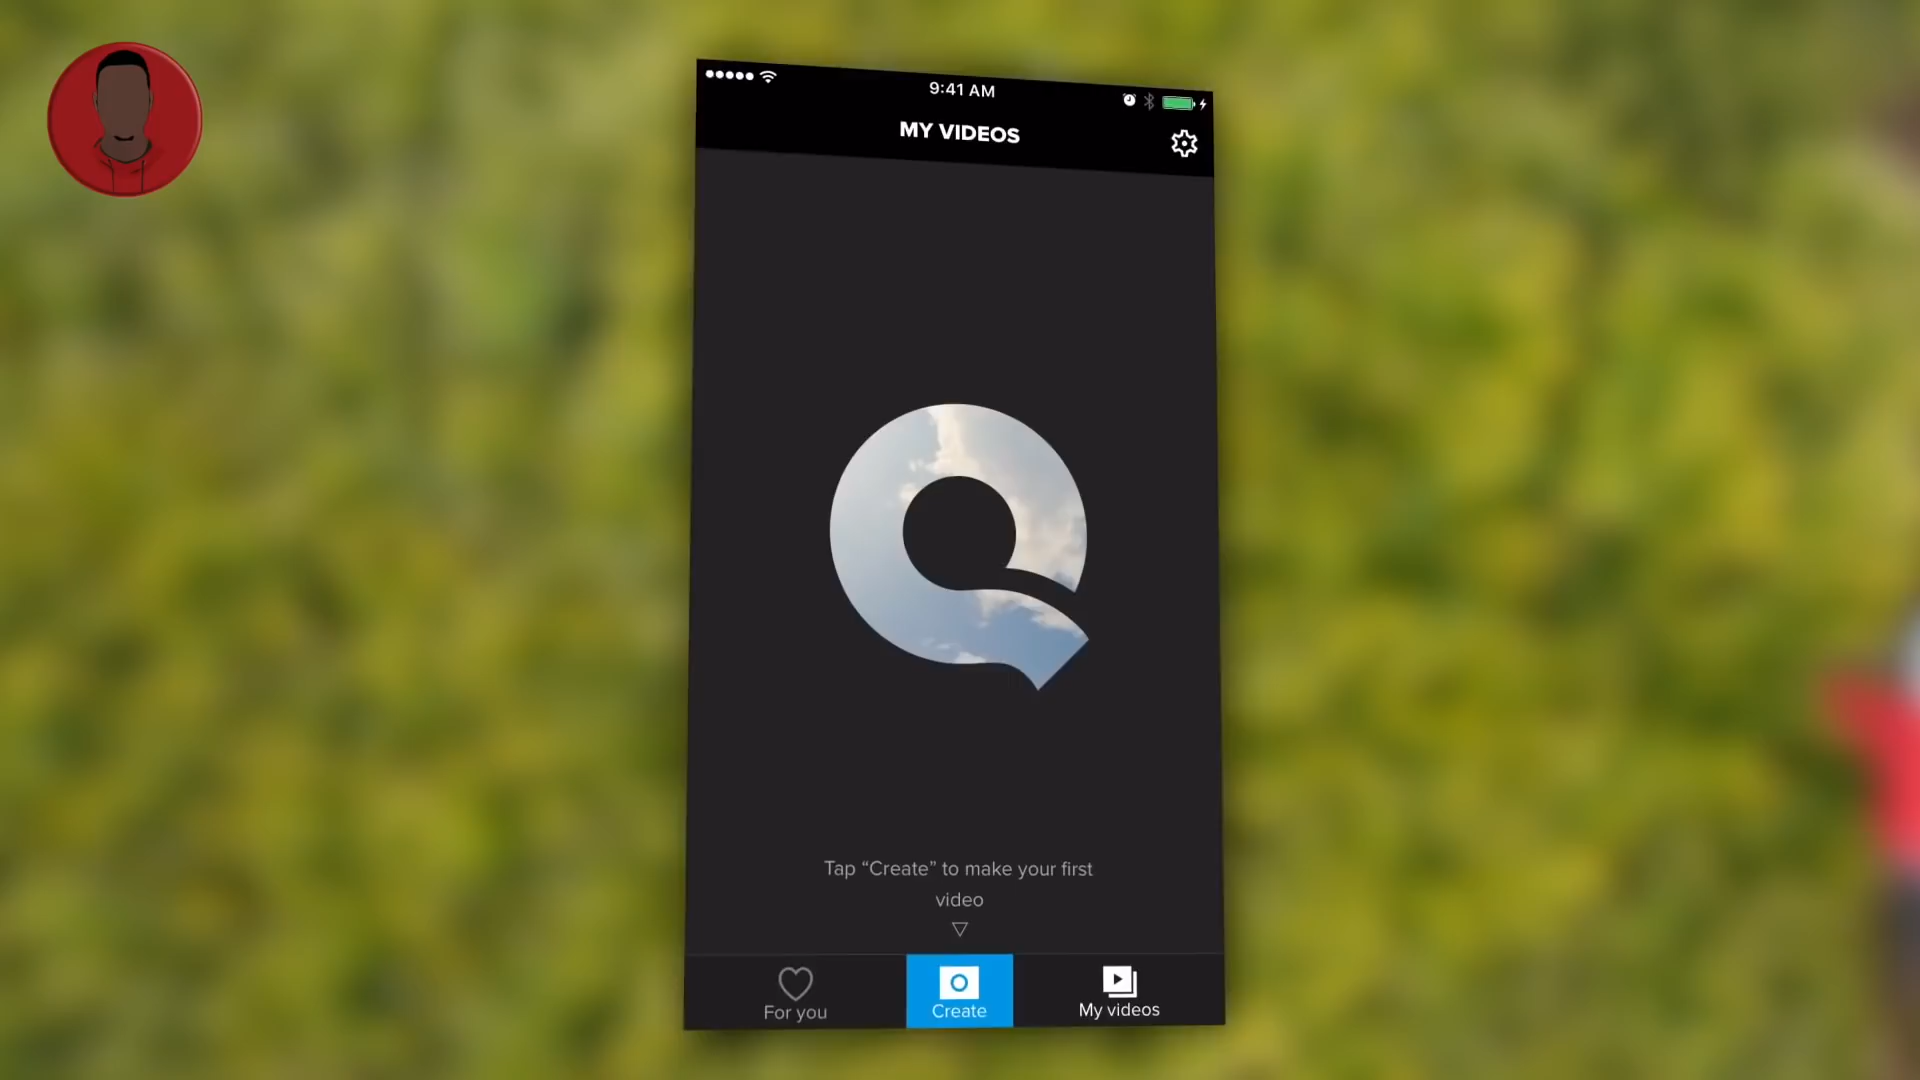 9:41 AM
MY VIDEOS
Tap “Create” to make your first
video
For you
Create
My videos